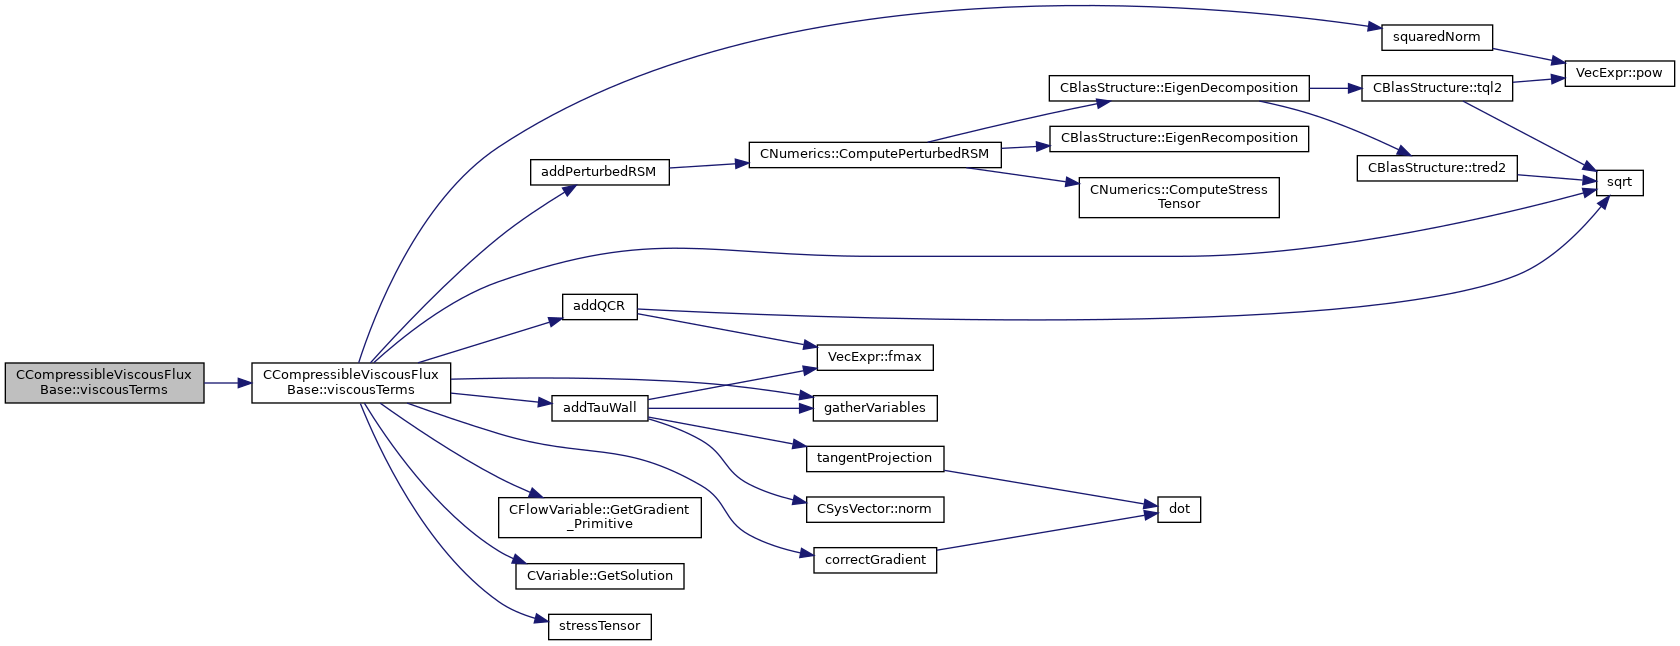 CCompressibleViscousFlux
Base::viscousTerms
CCompressibleViscousFlux
Base::viscousTerms
squaredNorm
VecExpr::pow
CBlasStructure::EigenDecomposition
CBlasStructure::tql2
CBlasStructure::EigenRecomposition
addPerturbedRSM
CNumerics::ComputePerturbedRSM
CBlasStructure::tred2
sqrt
CNumerics::ComputeStress
Tensor
addQCR
VecExpr::fmax
addTauWall
gatherVariables
tangentProjection
CFlowVariable::GetGradient
_Primitive
CSysVector::norm
dot
correctGradient
CVariable::GetSolution
stressTensor